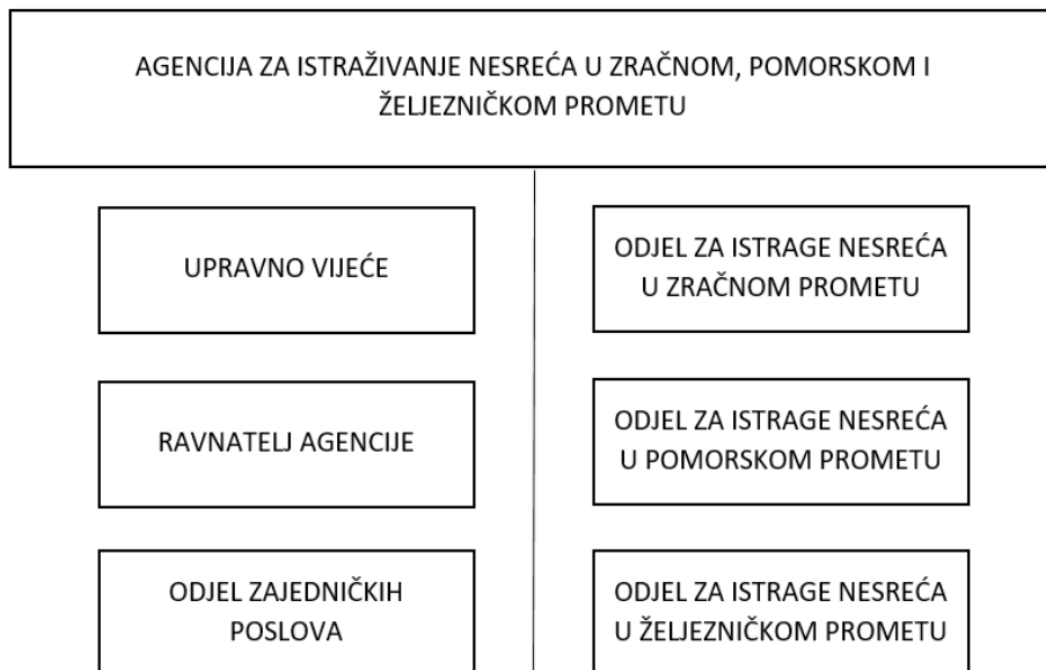 AGENCIJA ZA ISTRAŽIVANJE NESREĆA U ZRAČNOM, POMORSKOM I
ŽELJEZNIČKOM PROMETU
UPRAVNO VIJEĆE
RAVNATELJ AGENCIJE
ODJEL ZAJEDNIČKIH
POSLOVA
ODJEL ZA ISTRAGE NESREĆA
U ZRAČNOM PROMETU
ODJEL ZA ISTRAGE NESREĆA
U POMORSKOM PROMETU
ODJEL ZA ISTRAGE NESREĆA
U ŽELJEZNIČKOM PROMETU